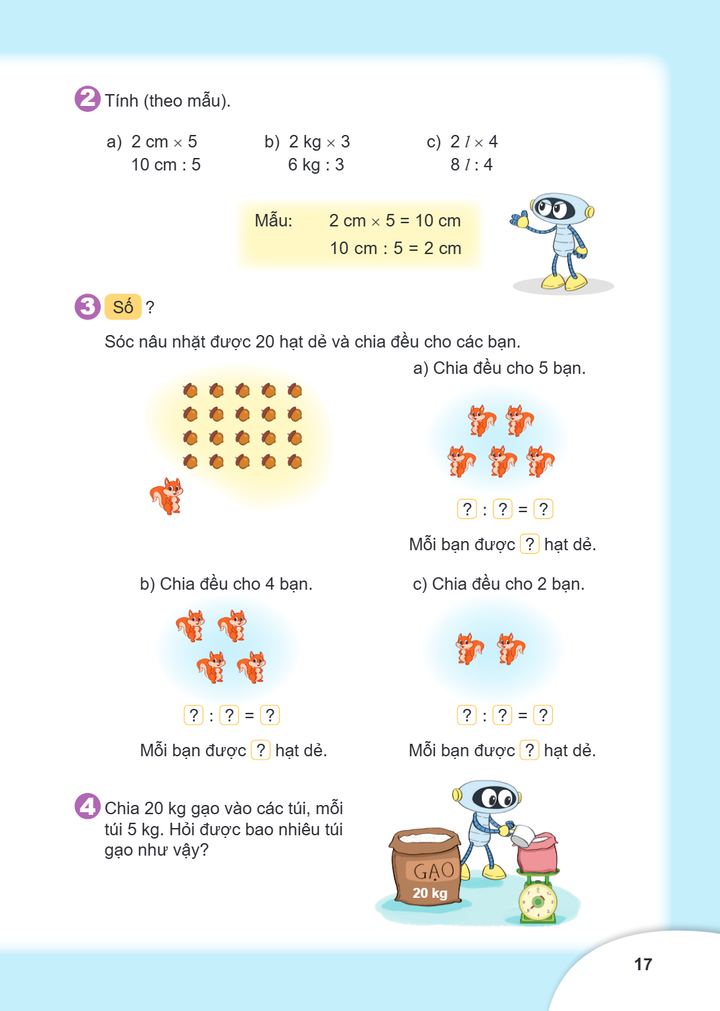 2 Tính (theo mẫu).
a) 2 cm × 5 b) 2 kg × 3 c) 2 l × 4
10 cm : 5 6 kg : 3 8 l : 4
Mẫu: 2 cm × 5 = 10 cm
10 cm : 5 = 2 cm
3 Số ?
Sóc nâu nhặt được 20 hạt dẻ và chia đều cho các bạn.
a) Chia đều cho 5 bạn.
? : ? = ?
Mỗi bạn được ? hạt dẻ.
b) Chia đều cho 4 bạn.
? : ? = ?
Mỗi bạn được ? hạt dẻ.
c) Chia đều cho 2 bạn.
? : ? = ?
Mỗi bạn được ? hạt dẻ.
4 Chia 20 kg gạo vào các túi, mỗi
túi 5 kg. Hỏi được bao nhiêu túi
gạo như vậy?
GẠO
20 kg
17